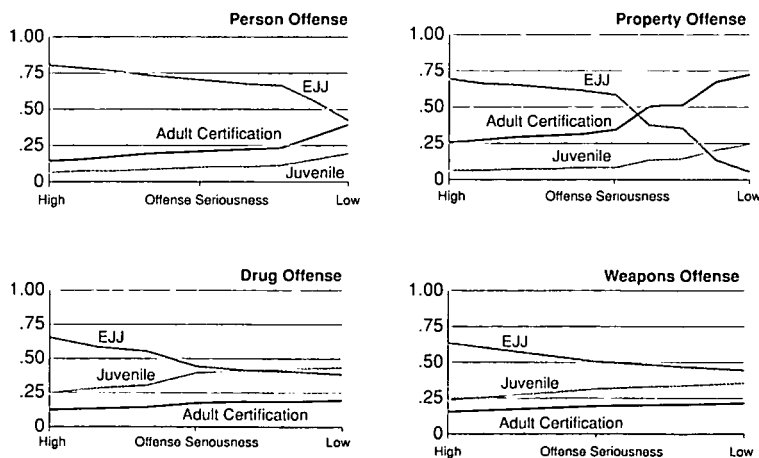 Person Offense
1.00
.75
.50
.25
0
EJJ
Adult Certification
Juvenile
High
Offense Seriousness
Low
Property Offense
1.00
.75
.50
.25
0
EJJ
Adult Certification
Juvenile
High
Offense Seriousness
Low
Drug Offense
1.00
.75
.50
.25
0
EJJ
Juvenile
Adult Certification
High
Offense Seriousness
Low
Weapons Offense
1.00
.75
.50
.25
0
EJJ
Juvenile
Adult Certification
High
Offense Seriousness
Low